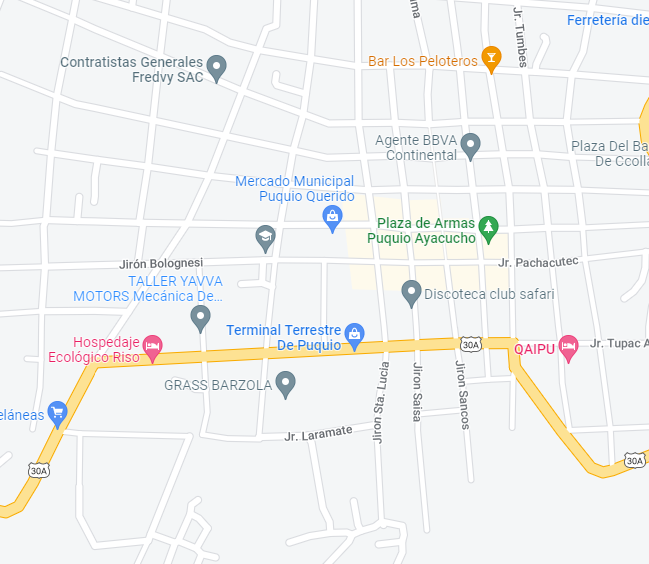 Jr. Tumbes
Ferretería die
Contratistas Generales
Fredvy SAC
Bar Los Peloteros
Agente BBVA
Continental
Plaza Del Ba
De Ccolla
Mercado Municipal
Puquio Querido
Plaza de Armas
Puquio Ayacucho
Jirón Bolognesi
Jr. Pachacutec
TALLER YAVVA
MOTORS Mecánica De...
Discoteca club safari
Hospedaje
Ecológico Riso
Terminal Terrestre
De Puquio
30A
QAIPU
Jr. Tupac A
GRASS BARZOLA
Jiron Sta. Lucia
Jiron Saisa
Jiron Sancos
eláneas
Jr. Laramate
30A
30A